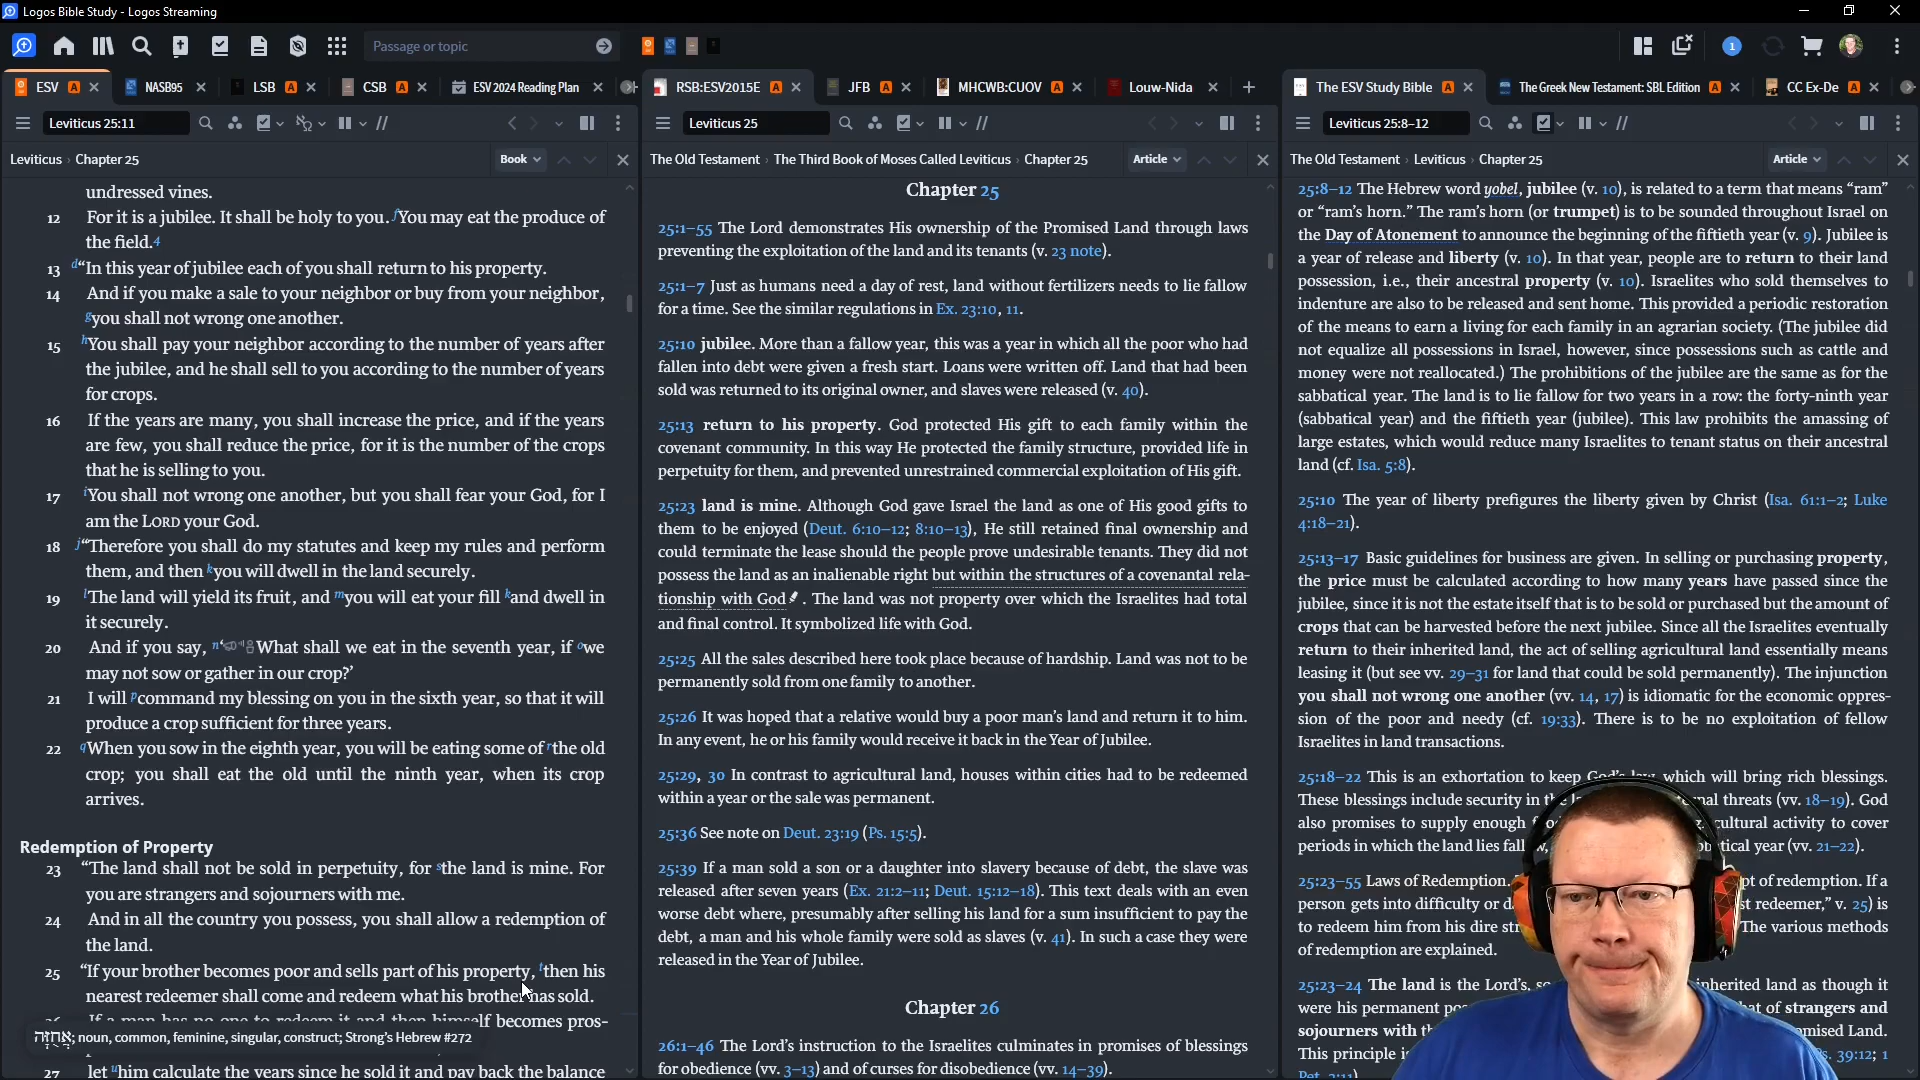 Logos Bible Study - Logos Streaming
Passage or topic
1
ESV A
NASB95
LSB A
CSB A
ESV 2024 Reading Plan
RSB:ESV2015E A
JFB A
MHCWB:CUOV A
Louw-Nida
The ESV Study Bible A
The Greek New Testament: SBL Edition A
CC Ex-De A
Leviticus 25:11
Leviticus › Chapter 25
Book
undressed vines.
12 For it is a jubilee. It shall be holy to you. f You may eat the produce of
the field.4
13 d “In this year of jubilee each of you shall return to his property.
14 And if you make a sale to your neighbor or buy from your neighbor,
g you shall not wrong one another.
15 h You shall pay your neighbor according to the number of years after
the jubilee, and he shall sell to you according to the number of years
for crops.
16 If the years are many, you shall increase the price, and if the years
are few, you shall reduce the price, for it is the number of the crops
that he is selling to you.
17 i You shall not wrong one another, but you shall fear your God, for I
am the LORD your God.
18 j “Therefore you shall do my statutes and keep my rules and perform
them, and then k you will dwell in the land securely.
19 l The land will yield its fruit, and m you will eat your fill k and dwell in
it securely.
20 And if you say, n ‘What shall we eat in the seventh year, if o we
may not sow or gather in our crop?’
21 I will p command my blessing on you in the sixth year, so that it will
produce a crop sufficient for three years.
22 q When you sow in the eighth year, you will be eating some of r the old
crop; you shall eat the old until the ninth year, when its crop
arrives.
Redemption of Property
23 “The land shall not be sold in perpetuity, for s the land is mine. For
you are strangers and sojourners with me.
24 And in all the country you possess, you shall allow a redemption of
the land.
25 “If your brother becomes poor and sells part of his property, t then his
nearest redeemer shall come and redeem what his brother has sold.
26 If a man has no one to redeem it and then himself becomes pros-
אֲחֻזָּה; noun, common, feminine, singular, construct; Strong’s Hebrew #272
27 let u him calculate the years since he sold it and pay back the balance
Leviticus 25
The Old Testament › The Third Book of Moses Called Leviticus › Chapter 25
Article
Chapter 25
25:1–55 The Lord demonstrates His ownership of the Promised Land through laws
preventing the exploitation of the land and its tenants (v. 23 note).
25:1–7 Just as humans need a day of rest, land without fertilizers needs to lie fallow
for a time. See the similar regulations in Ex. 23:10, 11.
25:10 jubilee. More than a fallow year, this was a year in which all the poor who had
fallen into debt were given a fresh start. Loans were written off. Land that had been
sold was returned to its original owner, and slaves were released (v. 40).
25:13 return to his property. God protected His gift to each family within the
covenant community. In this way He protected the family structure, provided life in
perpetuity for them, and prevented unrestrained commercial exploitation of His gift.
25:23 land is mine. Although God gave Israel the land as one of His good gifts to
them to be enjoyed (Deut. 6:10–12; 8:10–13), He still retained final ownership and
could terminate the lease should the people prove undesirable tenants. They did not
possess the land as an inalienable right but within the structures of a covenantal rela-
tionship with God. The land was not property over which the Israelites had total
and final control. It symbolized life with God.
25:25 All the sales described here took place because of hardship. Land was not to be
permanently sold from one family to another.
25:26 It was hoped that a relative would buy a poor man’s land and return it to him.
In any event, he or his family would receive it back in the Year of Jubilee.
25:29, 30 In contrast to agricultural land, houses within cities had to be redeemed
within a year or the sale was permanent.
25:36 See note on Deut. 23:19 (Ps. 15:5).
25:39 If a man sold a son or a daughter into slavery because of debt, the slave was
released after seven years (Ex. 21:2–11; Deut. 15:12–18). This text deals with an even
worse debt where, presumably after selling his land for a sum insufficient to pay the
debt, a man and his whole family were sold as slaves (v. 41). In such a case they were
released in the Year of Jubilee.
Chapter 26
26:1–46 The Lord’s instruction to the Israelites culminates in promises of blessings
for obedience (vv. 3–13) and of curses for disobedience (vv. 14–39).
Leviticus 25:8–12
The Old Testament › Leviticus › Chapter 25
Article
25:8–12 The Hebrew word yobel, jubilee (v. 10), is related to a term that means “ram”
or “ram’s horn.” The ram’s horn (or trumpet) is to be sounded throughout Israel on
the Day of Atonement to announce the beginning of the fiftieth year (v. 9). Jubilee is
a year of release and liberty (v. 10). In that year, people are to return to their land
possession, i.e., their ancestral property (v. 10). Israelites who sold themselves to
indenture are also to be released and sent home. This provided a periodic restoration
of the means to earn a living for each family in an agrarian society. (The jubilee did
not equalize all possessions in Israel, however, since possessions such as cattle and
money were not reallocated.) The prohibitions of the jubilee are the same as for the
sabbatical year. The land is to lie fallow for two years in a row: the forty-ninth year
(sabbatical year) and the fiftieth year (jubilee). This law prohibits the amassing of
large estates, which would reduce many Israelites to tenant status on their ancestral
land (cf. Isa. 5:8).
25:10 The year of liberty prefigures the liberty given by Christ (Isa. 61:1–2; Luke
4:18–21).
25:13–17 Basic guidelines for business are given. In selling or purchasing property,
the price must be calculated according to how many years have passed since the
jubilee, since it is not the estate itself that is to be sold or purchased but the amount of
crops that can be harvested before the next jubilee. Since all the Israelites eventually
return to their inherited land, the act of selling agricultural land essentially means
leasing it (but see vv. 29–31 for land that could be sold permanently). The injunction
you shall not wrong one another (vv. 14, 17) is idiomatic for the economic oppres-
sion of the poor and needy (cf. 19:33). There is to be no exploitation of fellow
Israelites in land transactions.
25:18–22 This is an exhortation to keep God’s law, which will bring rich blessings.
These blessings include security in the threats (vv. 18–19). God
also promises to supply enough activity to cover
periods in which the land lies year (vv. 21–22).
25:23–55 Laws of Redemption. of redemption. If a
person gets into difficulty or redeemer,” v. 25) is
to redeem him from his dire The various methods
of redemption are explained.
25:23–24 The land is the Lord’s, inherited land as though it
were his permanent of strangers and
sojourners with Land.
This principle 39:12; 1
Pet. 2:11)